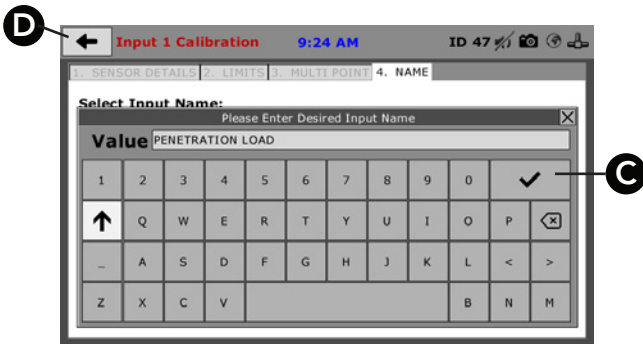 D
Input 1 Calibration 9:24 AM ID 47
1. SENSOR DETAILS 2. LIMITS 3. MULTI POINT 4. NAME
Select Input Name:
Please Enter Desired Input Name
Value PENETRATION LOAD
1 2 3 4 5 6 7 8 9 0
C
Q W E R T Y U I O P
_ A S D F G H J K L < >
Z X C V B N M